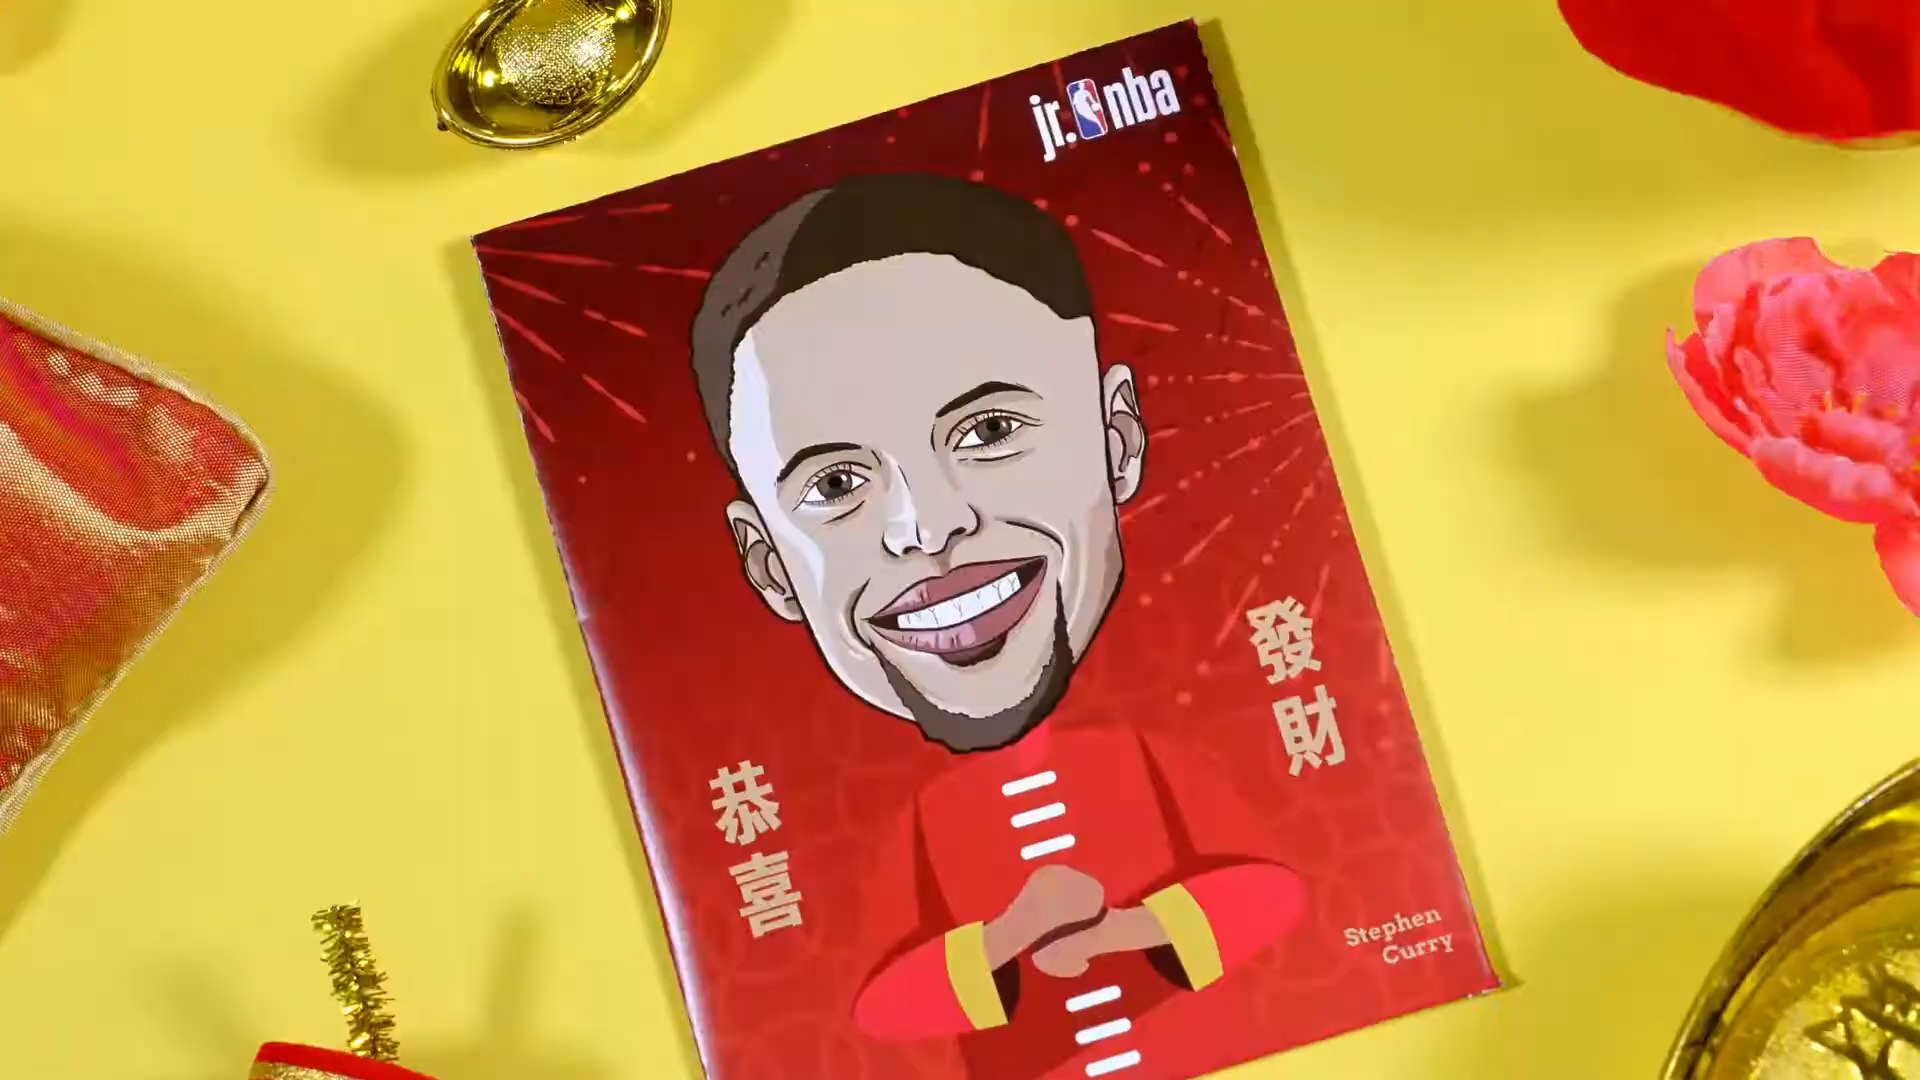 jr. nba
恭喜
發財
Stephen
Curry